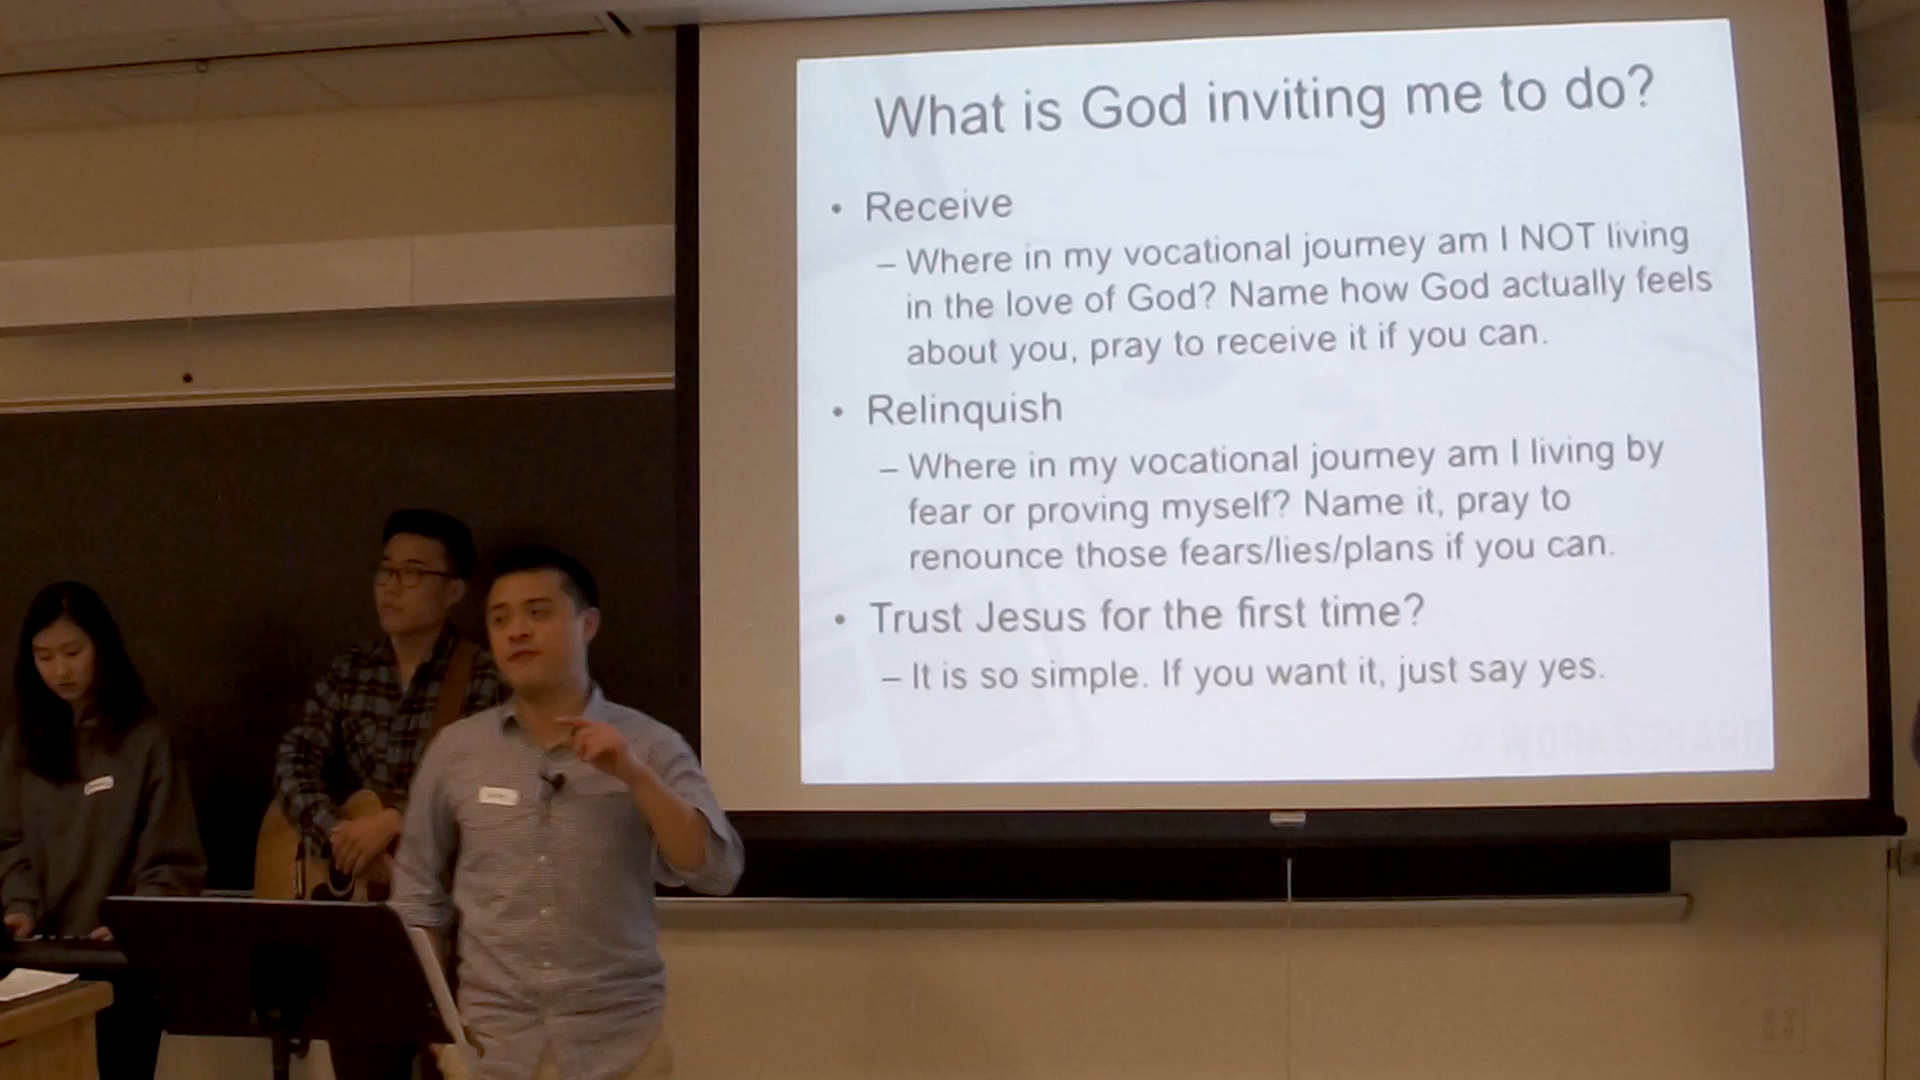 What is God inviting me to do?
• Receive
– Where in my vocational journey am I NOT living
in the love of God? Name how God actually feels
about you, pray to receive it if you can.
• Relinquish
– Where in my vocational journey am I living by
fear or proving myself? Name it, pray to
renounce those fears/lies/plans if you can.
• Trust Jesus for the first time?
– It is so simple. If you want it, just say yes.